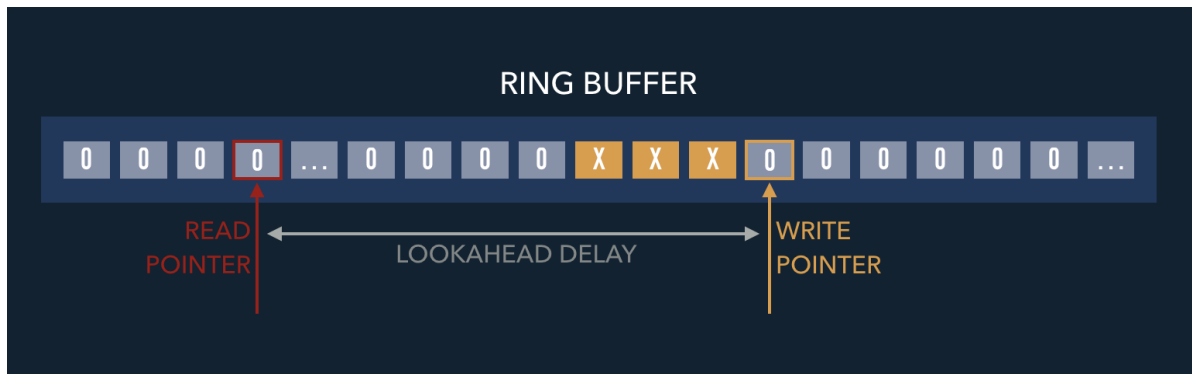 RING BUFFER
0 0 0 0 ... 0 0 0 0 X X X 0 0 0 0 0 0 ...
READ
POINTER
LOOKAHEAD DELAY
WRITE
POINTER